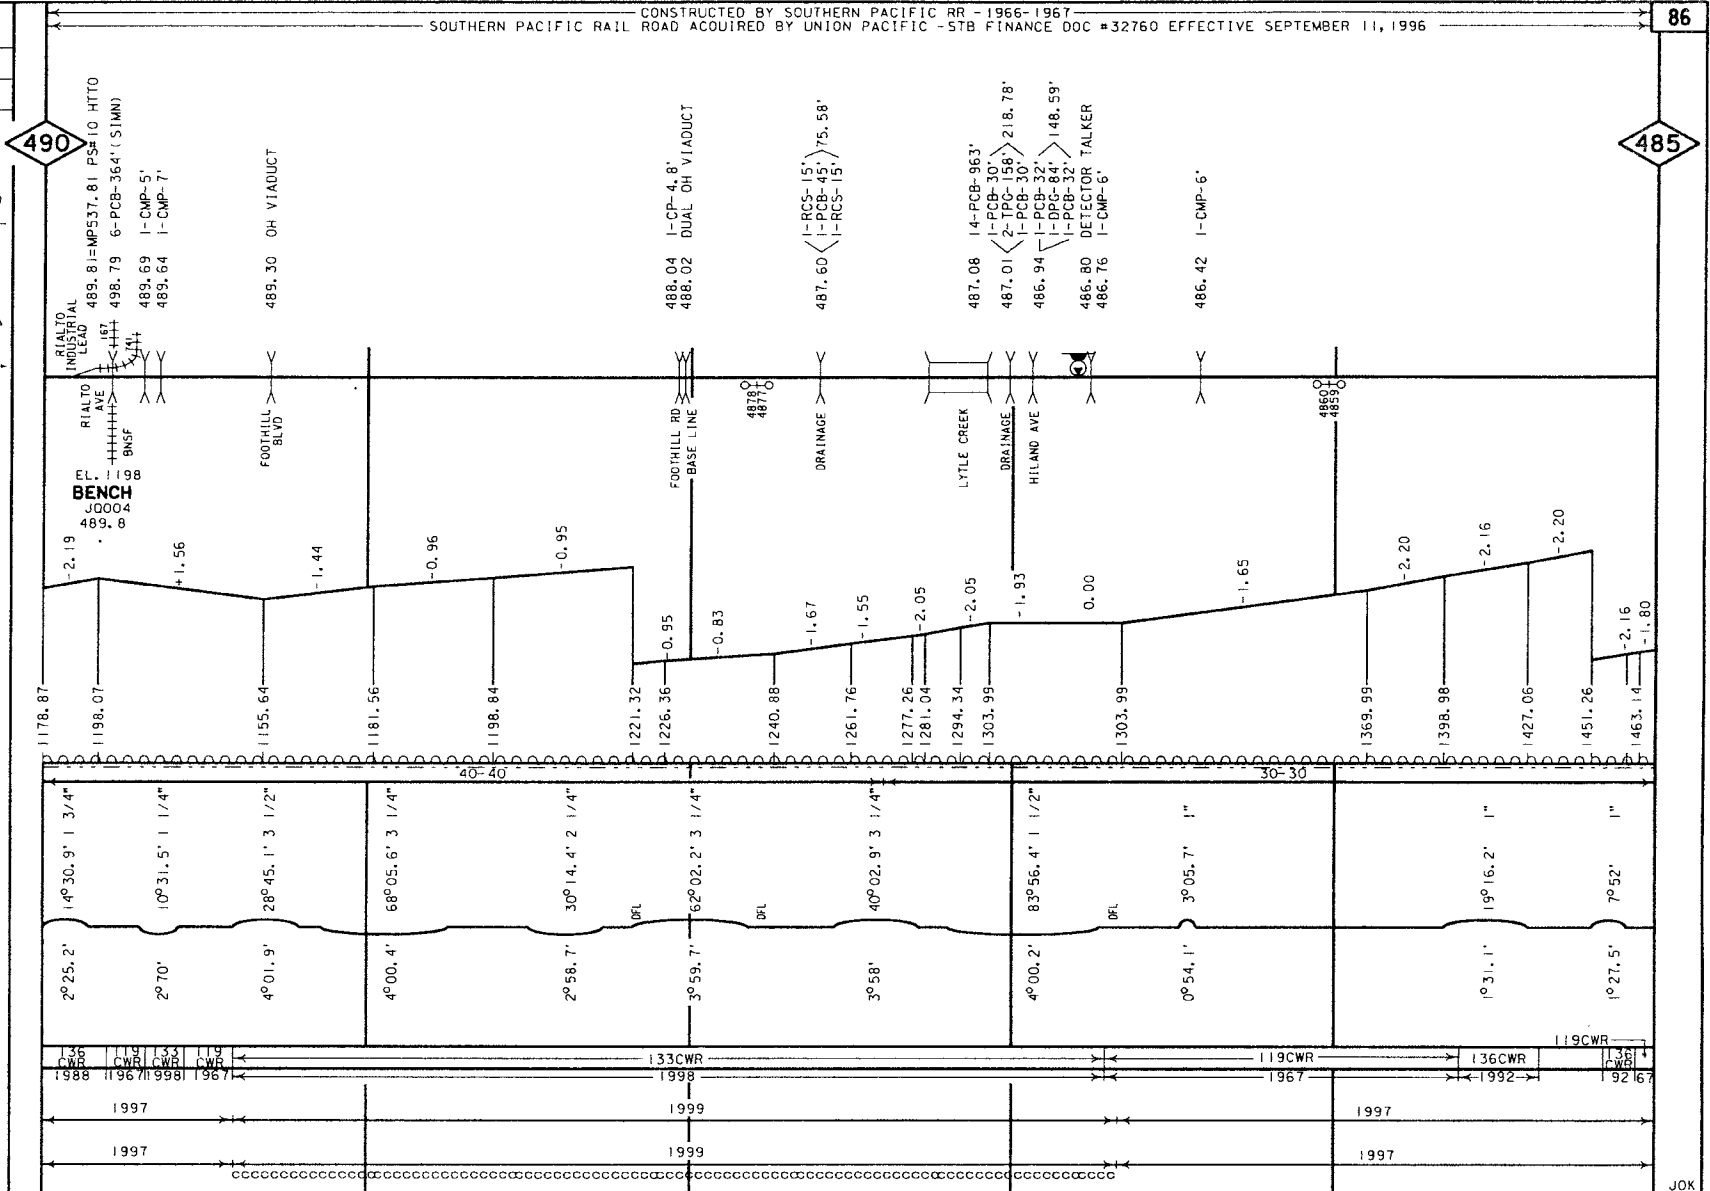 CONSTRUCTED BY SOUTHERN PACIFIC RR -1966-1967
SOUTHERN PACIFIC RAIL ROAD ACQUIRED BY UNION PACIFIC -STB FINANCE DOC #32760 EFFECTIVE SEPTEMBER 11, 1996
86
490
485
489.81=MP537.81 PS#10 HTTO
498.79 6-PCB-364'(SIMN)
489.69 1-CMP-5'
489.64 1-CMP-7'
489.30 OH VIADUCT
488.04 1-CP-4.8'
488.02 DUAL OH VIADUCT
487.60 1-RCS-15' 1-PCB-45' 1-RCS-15' 75.58'
487.08 14-PCB-963'
487.01 1-PCB-30' 2-TPG-158' 1-PCB-30' 218.78'
486.94 1-PCB-32' 1-DPG-84' 1-PCB-32' 148.59'
486.80 DETECTOR TALKER
486.76 1-CMP-6'
486.42 1-CMP-6'
RIALTO
INDUSTRIAL
LEAD
167
141
RIALTO
AVE
BNSF
FOOTHILL
BLVD
FOOTHILL RD
BASE LINE
4878
4877
DRAINAGE
LYTLE CREEK
DRAINAGE
HILAND AVE
4860
4859
EL. 1198
BENCH
JQ004
489.8
-2.19
+1.56
-1.44
-0.96
-0.95
-0.95
-0.83
-1.67
-1.55
-2.05
-2.05
-1.93
0.00
-1.65
-2.20
-2.16
-2.20
-2.16
-1.80
1178.87
1198.07
1155.64
1181.56
1198.84
1221.32
1226.36
1240.88
1261.76
1277.26
1281.04
1294.34
1303.99
1303.99
1369.99
1398.98
1427.06
1451.26
1463.14
40-40
30-30
14°30.9' 1 3/4"
10°31.5' 1 1/4"
28°45.1' 3 1/2"
68°05.6' 3 1/4"
30°14.4' 2 1/4"
62°02.2' 3 1/4"
40°02.9' 3 1/4"
83°56.4' 1 1/2"
3°05.7' 1"
19°16.2' 1"
7°52' 1"
DFL
DFL
DFL
2°25.2'
2°70'
4°01.9'
4°00.4'
2°58.7'
3°59.7'
3°58'
4°00.2'
0°54.1'
1°31.1'
1°27.5'
119CWR
136 CWR
119 CWR
133 CWR
119 CWR
133CWR
119CWR
136CWR
136 CWR
1988
1967
1998
1967
1998
1967
1992
192
67
1997
1999
1997
1997
1999
1997
JOK